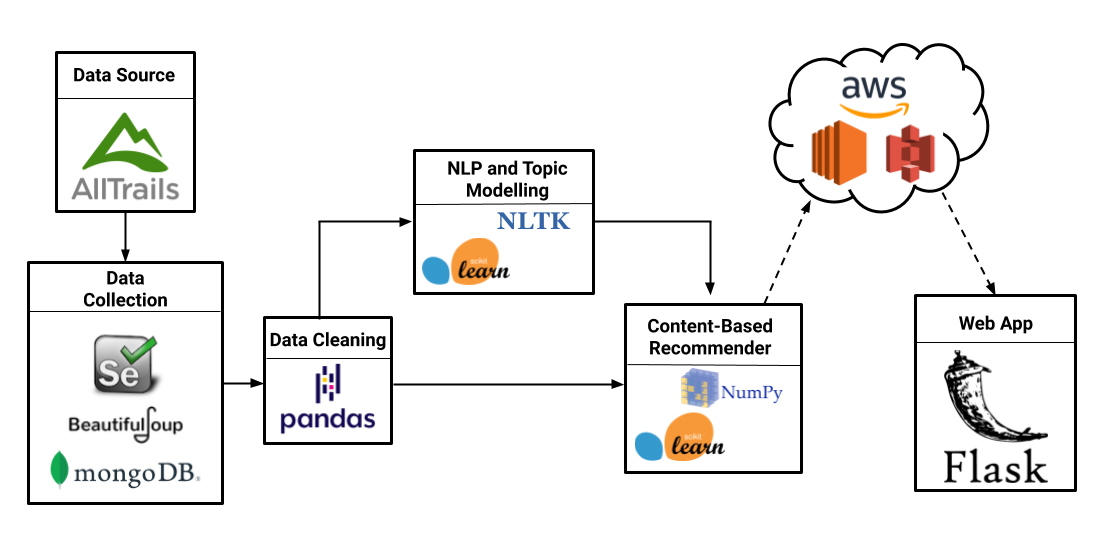 Data Source
AllTrails
Data
Collection
Se
BeautifulSoup
mongoDB.
Data Cleaning
pandas
NLP and Topic
Modelling
NLTK
scikit
learn
Content-Based
Recommender
NumPy
scikit
learn
aws
Web App
Flask